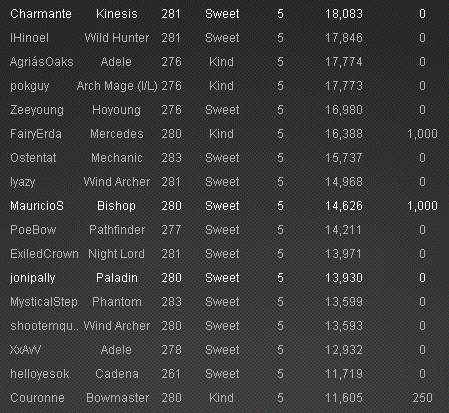 Charmante Kinesis 281 Sweet 5 18,083 0
IHinoel Wild Hunter 281 Sweet 5 17,846 0
AgriásOaks Adele 276 Kind 5 17,774 0
pokguy Arch Mage (I/L) 276 Kind 5 17,773 0
Zeeyoung Hoyoung 276 Sweet 5 16,980 0
FairyErda Mercedes 280 Kind 5 16,388 1,000
Ostentat Mechanic 283 Sweet 5 15,737 0
Iyazy Wind Archer 281 Sweet 5 14,968 0
MauricioS Bishop 280 Sweet 5 14,626 1,000
PoeBow Pathfinder 277 Sweet 5 14,211 0
ExiledCrown Night Lord 281 Sweet 5 13,971 0
jonipally Paladin 280 Sweet 5 13,930 0
MysticalStep Phantom 283 Sweet 5 13,599 0
shootemqu.. Wind Archer 280 Sweet 5 13,593 0
XxAvV Adele 278 Sweet 5 12,932 0
helloyesok Cadena 261 Sweet 5 11,719 0
Couronne Bowmaster 280 Kind 5 11,605 250